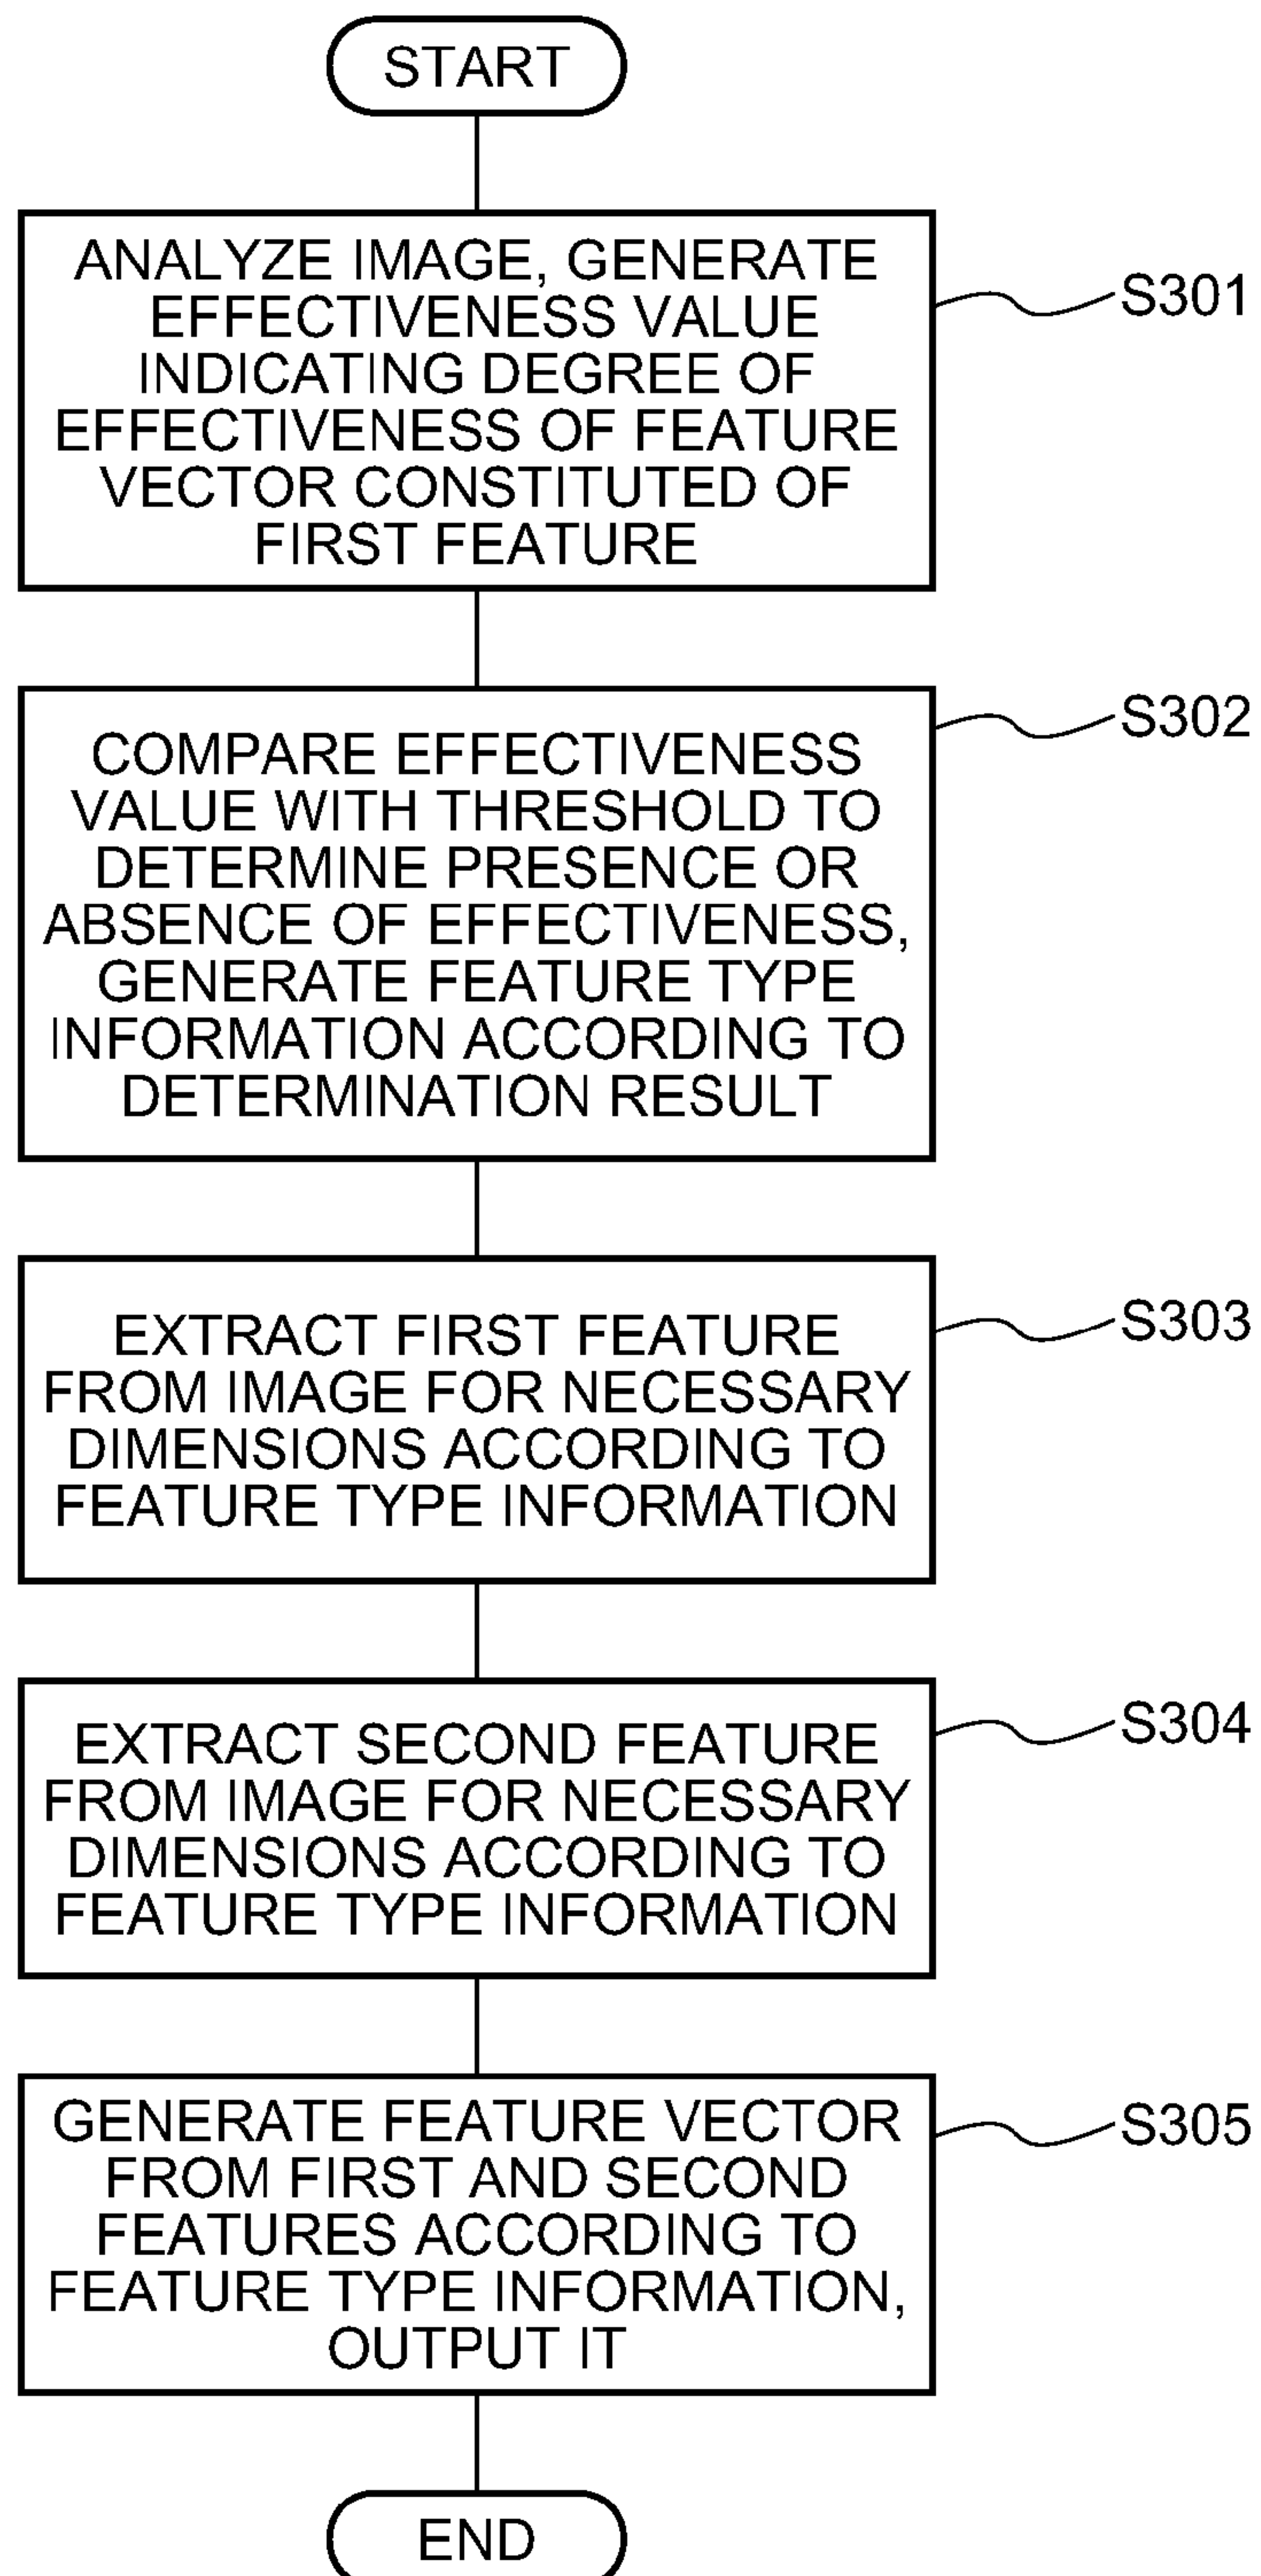 START
ANALYZE IMAGE, GENERATE
EFFECTIVENESS VALUE
INDICATING DEGREE OF
EFFECTIVENESS OF FEATURE
VECTOR CONSTITUTED OF
FIRST FEATURE
S301
COMPARE EFFECTIVENESS
VALUE WITH THRESHOLD TO
DETERMINE PRESENCE OR
ABSENCE OF EFFECTIVENESS,
GENERATE FEATURE TYPE
INFORMATION ACCORDING TO
DETERMINATION RESULT
S302
EXTRACT FIRST FEATURE
FROM IMAGE FOR NECESSARY
DIMENSIONS ACCORDING TO
FEATURE TYPE INFORMATION
S303
EXTRACT SECOND FEATURE
FROM IMAGE FOR NECESSARY
DIMENSIONS ACCORDING TO
FEATURE TYPE INFORMATION
S304
GENERATE FEATURE VECTOR
FROM FIRST AND SECOND
FEATURES ACCORDING TO
FEATURE TYPE INFORMATION,
OUTPUT IT
S305
END